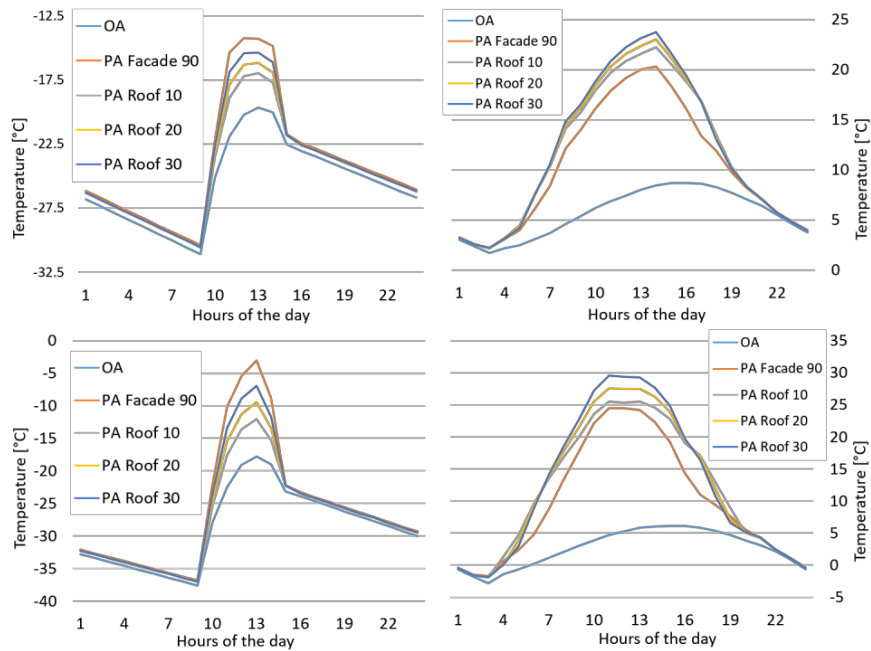 -12.5
-17.5
-22.5
-27.5
-32.5
Temperature [°C]
OA
PA Facade 90
PA Roof 10
PA Roof 20
PA Roof 30
1 4 7 10 13 16 19 22
Hours of the day
25
20
15
10
5
0
Temperature [°C]
OA
PA Facade 90
PA Roof 10
PA Roof 20
PA Roof 30
1 4 7 10 13 16 19 22
Hours of the day
0
-5
-10
-15
-20
-25
-30
-35
-40
Temperature [°C]
OA
PA Facade 90
PA Roof 10
PA Roof 20
PA Roof 30
1 4 7 10 13 16 19 22
Hours of the day
35
30
25
20
15
10
5
0
-5
Temperature [°C]
OA
PA Facade 90
PA Roof 10
PA Roof 20
PA Roof 30
1 4 7 10 13 16 19 22
Hours of the day